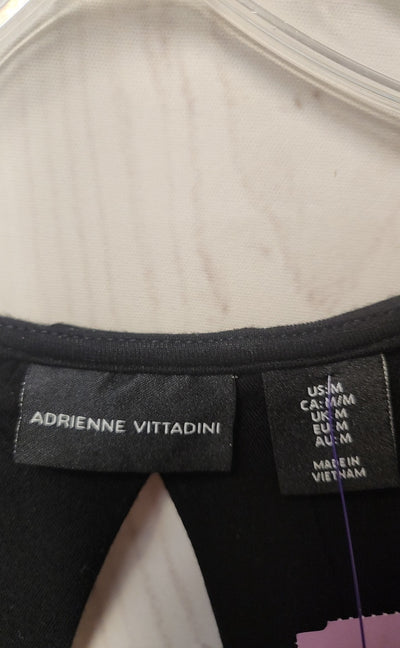 ADRIENNE VITTADINI
US:M
CA:M/M
UK:M
EU:M
AU:M
MADE IN
VIETNAM